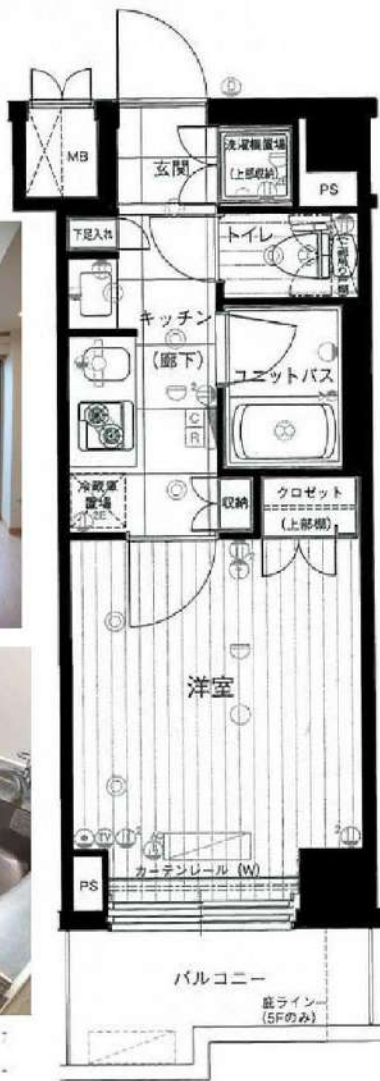 MB
玄関
洗濯機置場
(上部収納)
PS
下足入れ
トイレ
キッチン
(廊下)
ユニットバス
C
R
冷蔵庫
置場
2E
収納
クロゼット
(上部棚)
洋室
TV
カーテンレール (W)
PS
バルコニー
庇ライン
(5Fのみ)